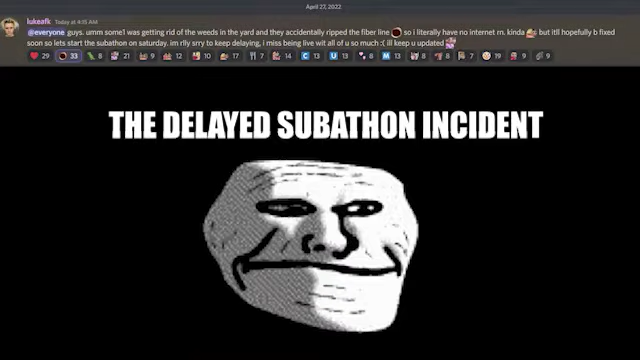 April 27, 2022
lukeafk Today at 4:15 AM
@everyone guys. umm some1 was getting rid of the weeds in the yard and they accidentally ripped the fiber line so i literally have no internet rn. kinda but itll hopefully b fixed
soon so lets start the subathon on saturday. im rlly srry to keep delaying, i miss being live wit all of u so much :( ill keep u updated
29 33 8 21 9 12 10 17 7 14 13 13 8 13 8 8 8 7 9 19 9 9
THE DELAYED SUBATHON INCIDENT